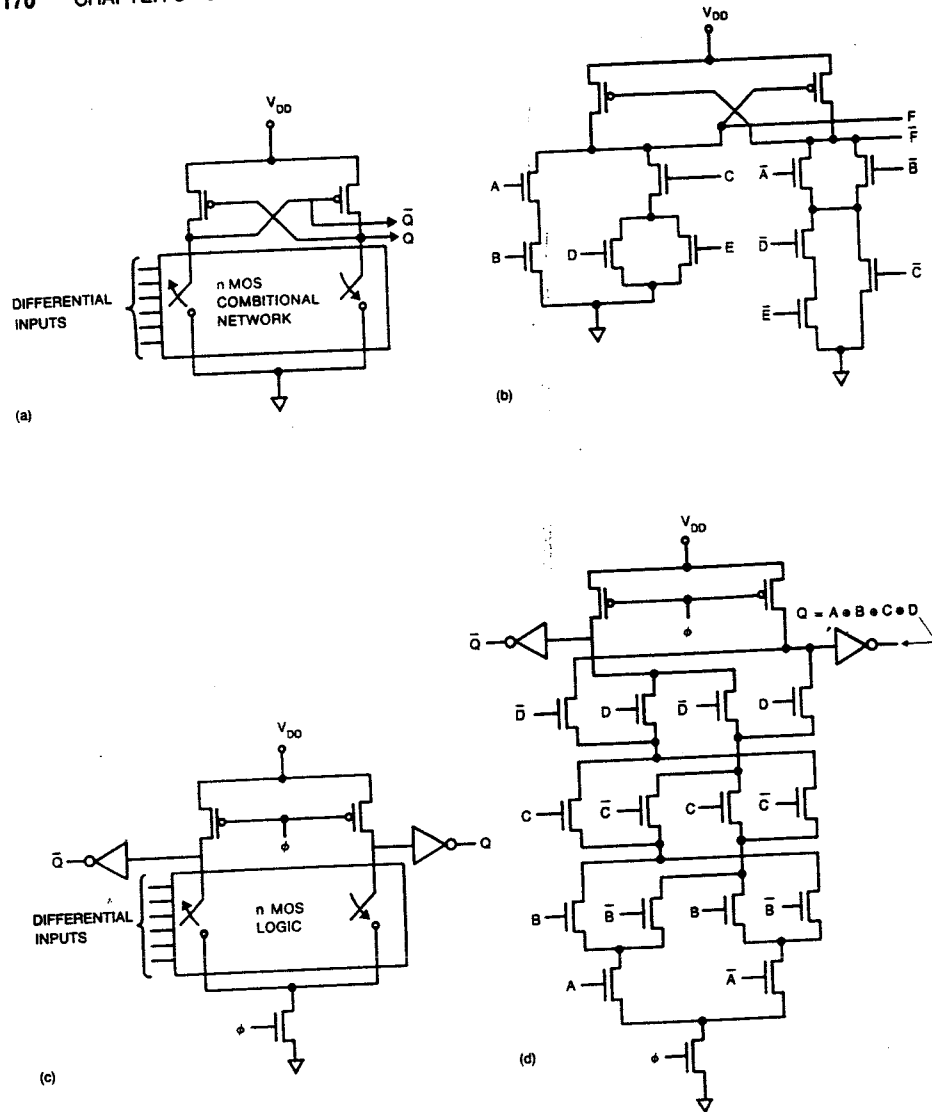 170 CHAPTER
V_DD
F
F̅
A
C
A̅
B̅
B
D
E
D̅
C̅
E̅
(b)
V_DD
Q̅
Q
DIFFERENTIAL
INPUTS
n MOS
COMBITIONAL
NETWORK
(a)
V_DD
Q̅
Q
ϕ
DIFFERENTIAL
INPUTS
n MOS
LOGIC
ϕ
(c)
V_DD
Q̅
ϕ
Q = A ⊕ B ⊕ C ⊕ D
D̅ D D̅ D
C C̅ C C̅
B B̅ B B̅
A A̅
ϕ
(d)